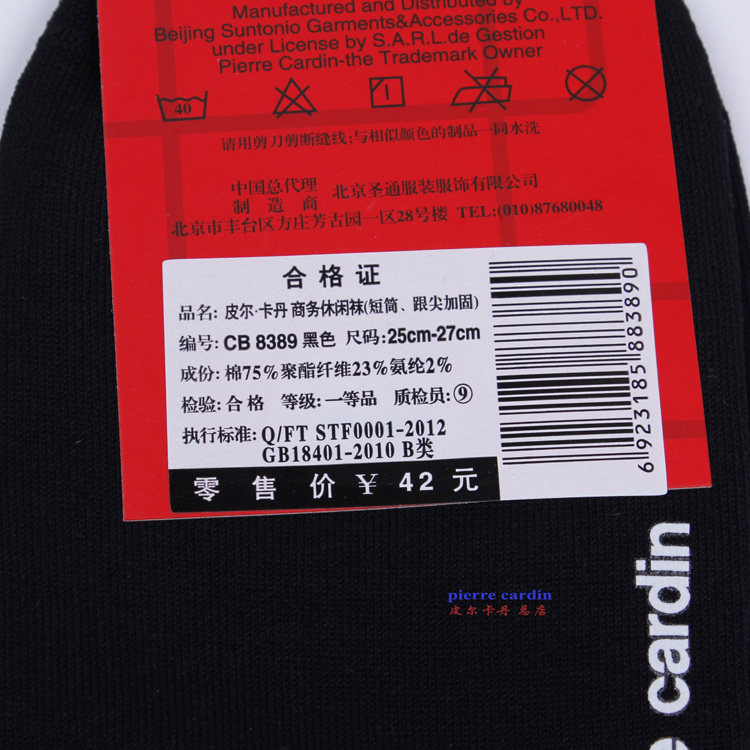 Manufactured and Distributed by
Beijing Suntonio Garments&Accessories Co.,LTD.
under License by S.A.R.L.de Gestion
Pierre Cardin-the Trademark Owner
40
请用剪刀剪断缝线;与相似颜色的制品一同水洗
中国总代理
制造商 北京圣通服装服饰有限公司
北京市丰台区方庄芳古园一区28号楼 TEL:(010)87680048
合格证
品名: 皮尔·卡丹 商务休闲袜(短筒、跟尖加固)
编号: CB 8389 黑色 尺码: 25cm-27cm
成份: 棉75%聚酯纤维23%氨纶2%
检验: 合格 等级: 一等品 质检员: ⑨
执行标准: Q/FT STF0001-2012
GB18401-2010 B类
零售价 ¥ 42元
6923185883890
pierre cardin
皮尔卡丹 总店
cardin